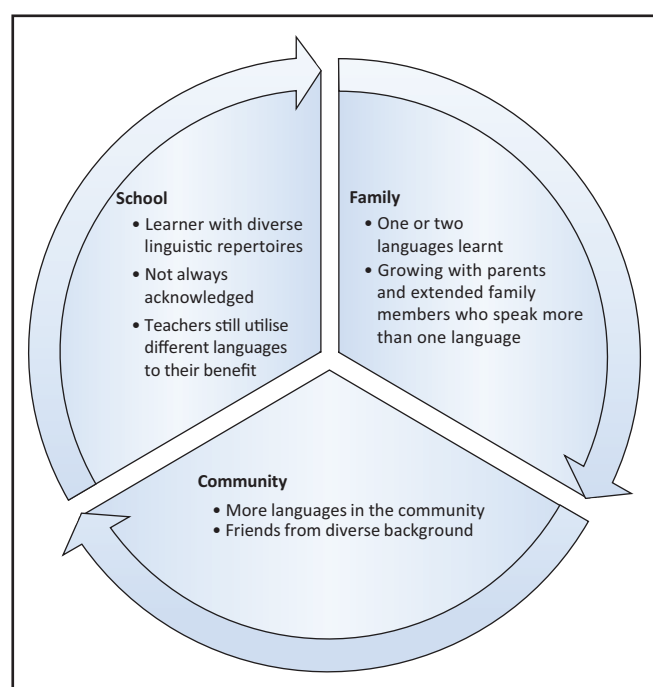 School
• Learner with diverse
linguistic repertoires
• Not always
acknowledged
• Teachers still utilise
different languages
to their benefit
Family
• One or two
languages learnt
• Growing with parents
and extended family
members who speak more
than one language
Community
• More languages in the community
• Friends from diverse background